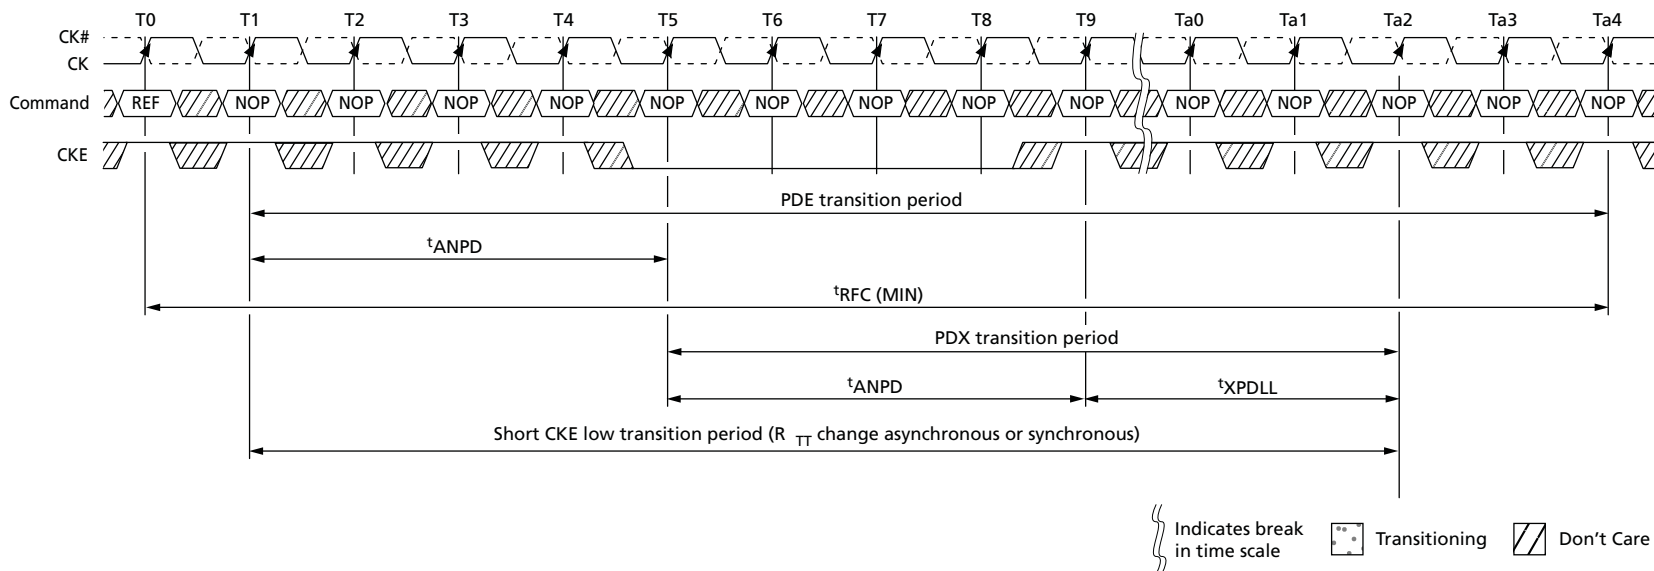 T0 T1 T2 T3 T4 T5 T6 T7 T8 T9 Ta0 Ta1 Ta2 Ta3 Ta4
CK#
CK
Command REF NOP NOP NOP NOP NOP NOP NOP NOP NOP NOP NOP NOP NOP NOP
CKE
PDE transition period
tANPD
tRFC (MIN)
PDX transition period
tANPD tXPDLL
Short CKE low transition period (R TT change asynchronous or synchronous)
Indicates break
in time scale
Transitioning
Don't Care